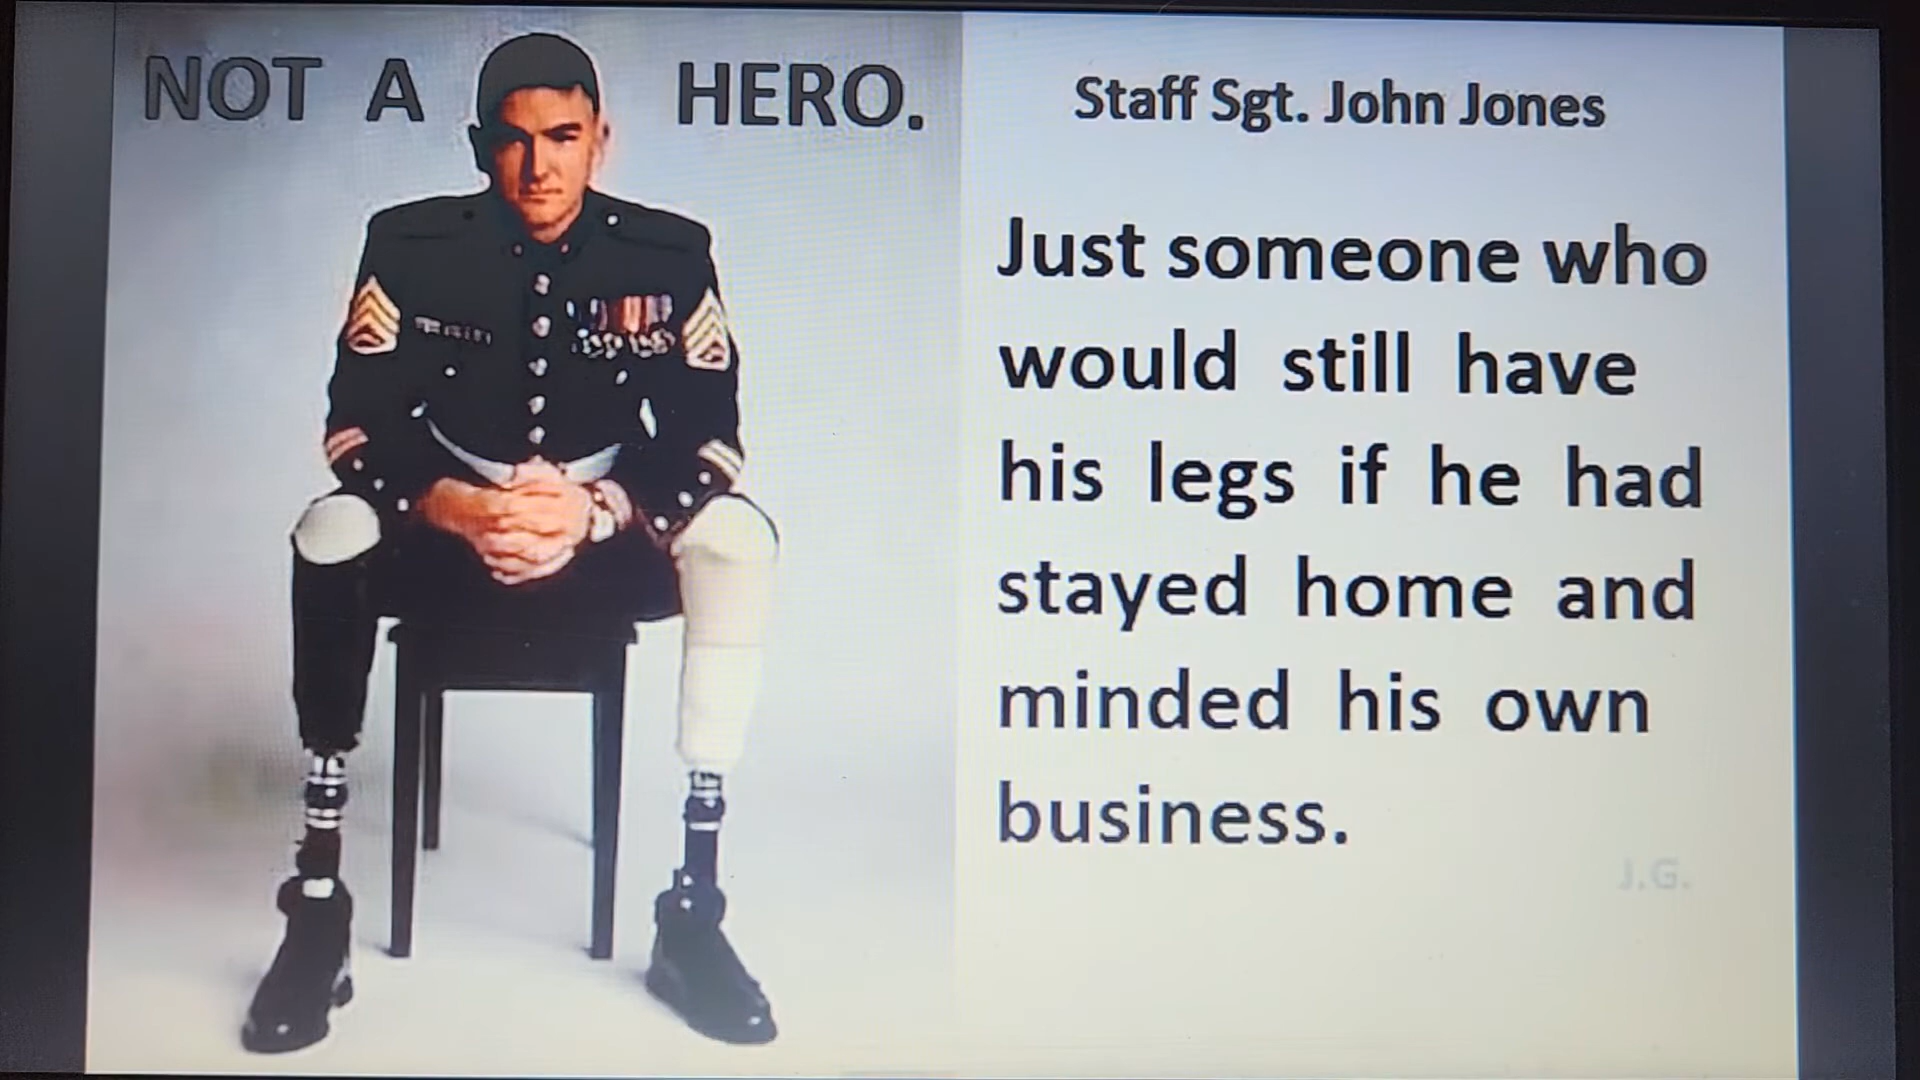 NOT A HERO.
Staff Sgt. John Jones
Just someone who
would still have
his legs if he had
stayed home and
minded his own
business.
J.G.